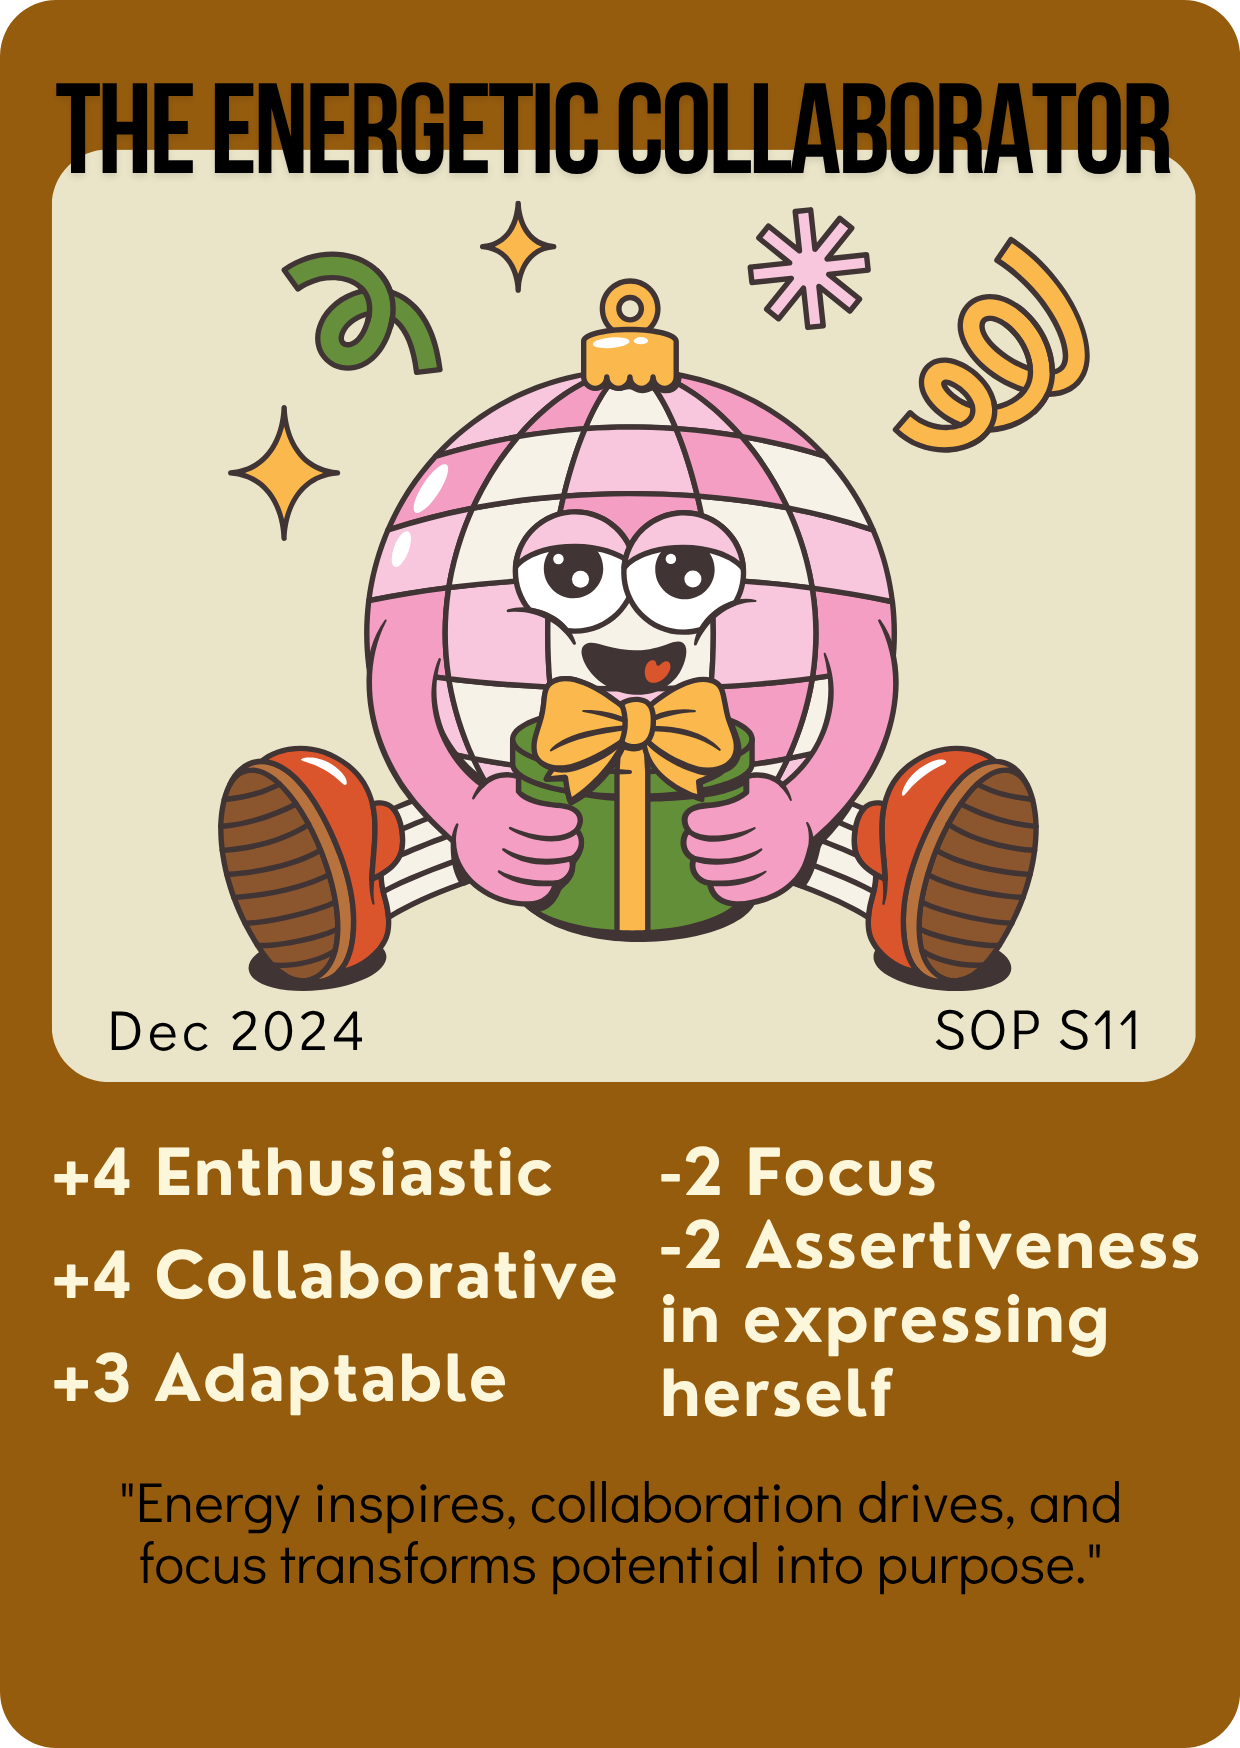 THE ENERGETIC COLLABORATOR
Dec 2024
SOP S11
+4 Enthusiastic
+4 Collaborative
+3 Adaptable
-2 Focus
-2 Assertiveness
in expressing
herself
"Energy inspires, collaboration drives, and
focus transforms potential into purpose."